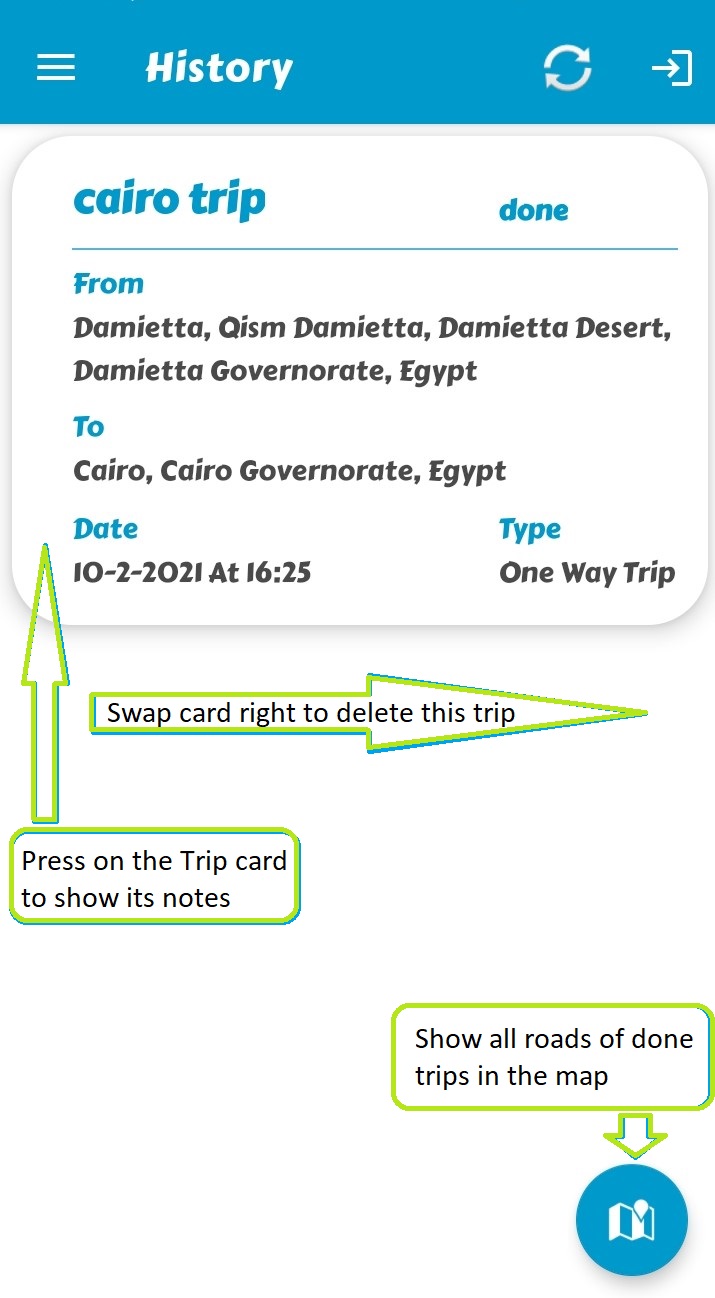 History
cairo trip
done
From
Damietta, Qism Damietta, Damietta Desert,
Damietta Governorate, Egypt
To
Cairo, Cairo Governorate, Egypt
Date
Type
10-2-2021 At 16:25
One Way Trip
Swap card right to delete this trip
Press on the Trip card
to show its notes
Show all roads of done
trips in the map